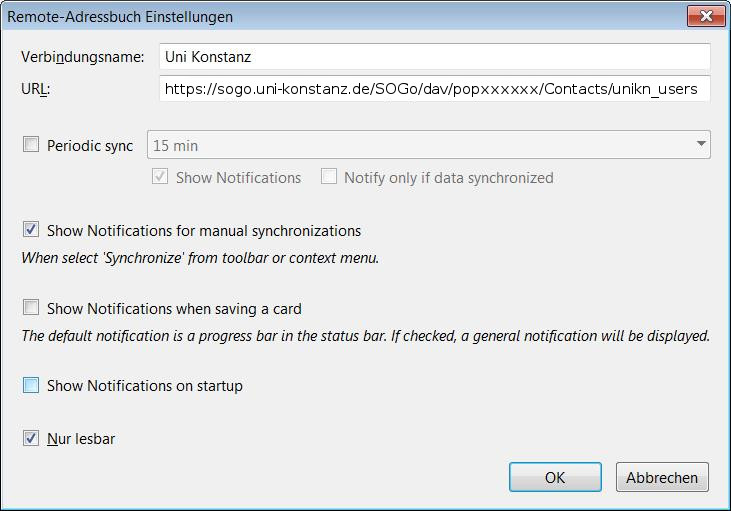 Remote-Adressbuch Einstellungen
Verbindungsname: Uni Konstanz
URL: https://sogo.uni-konstanz.de/SOGo/dav/popxxxxxx/Contacts/unikn_users
Periodic sync 15 min
Show Notifications Notify only if data synchronized
Show Notifications for manual synchronizations
When select 'Synchronize' from toolbar or context menu.
Show Notifications when saving a card
The default notification is a progress bar in the status bar. If checked, a general notification will be displayed.
Show Notifications on startup
Nur lesbar
OK Abbrechen